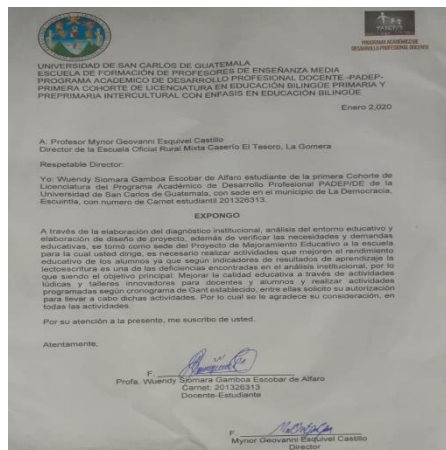 PROGRAMA ACADÉMICO DE
DESARROLLO PROFESIONAL DOCENTE
UNIVERSIDAD DE SAN CARLOS DE GUATEMALA
ESCUELA DE FORMACIÓN DE PROFESORES DE ENSEÑANZA MEDIA
PROGRAMA ACADÉMICO DE DESARROLLO PROFESIONAL DOCENTE -PADEP-
PRIMERA COHORTE DE LICENCIATURA EN EDUCACIÓN BILINGÜE PRIMARIA Y
PREPRIMARIA INTERCULTURAL CON ENFASIS EN EDUCACIÓN BILINGÜE
Enero 2,020
A: Profesor Mynor Geovanni Esquivel Castillo
Director de la Escuela Oficial Rural Mixta Caserío El Tesoro, La Gomera
Respetable Director:
Yo: Wuendy Siomara Gamboa Escobar de Alfaro estudiante de la primera Cohorte de
Licenciatura del Programa Académico de Desarrollo Profesional PADEP/DE de la
Universidad de San Carlos de Guatemala, con sede en el municipio de La Democracia,
Escuintla, con numero de Carnet estudiantil 201326313.
EXPONGO
A través de la elaboración del diagnóstico institucional, análisis del entorno educativo y
elaboración de diseño de proyecto, además de verificar las necesidades y demandas
educativas, se tomó como sede del Proyecto de Mejoramiento Educativo a la escuela
para la cual usted dirige, es necesario realizar actividades que mejoren el rendimiento
educativo de los alumnos ya que según indicadores de resultados de aprendizaje la
lectoescritura es una de las deficiencias encontradas en el análisis institucional, por lo
que siendo el objetivo principal: Mejorar la calidad educativa a través de actividades
lúdicas y talleres innovadores para docentes y alumnos y realizar actividades
programadas según cronograma de Gant establecido, entre ellas solicito su autorización
para llevar a cabo dichas actividades. Por lo cual se le agradece su consideración, en
todas las actividades.
Por su atención a la presente, me suscribo de usted.
Atentamente,
F.
Profa. Wuendy Siomara Gamboa Escobar de Alfaro
Carnet: 201326313
Docente-Estudiante
F.
Mynor Geovanni Esquivel Castillo
Director